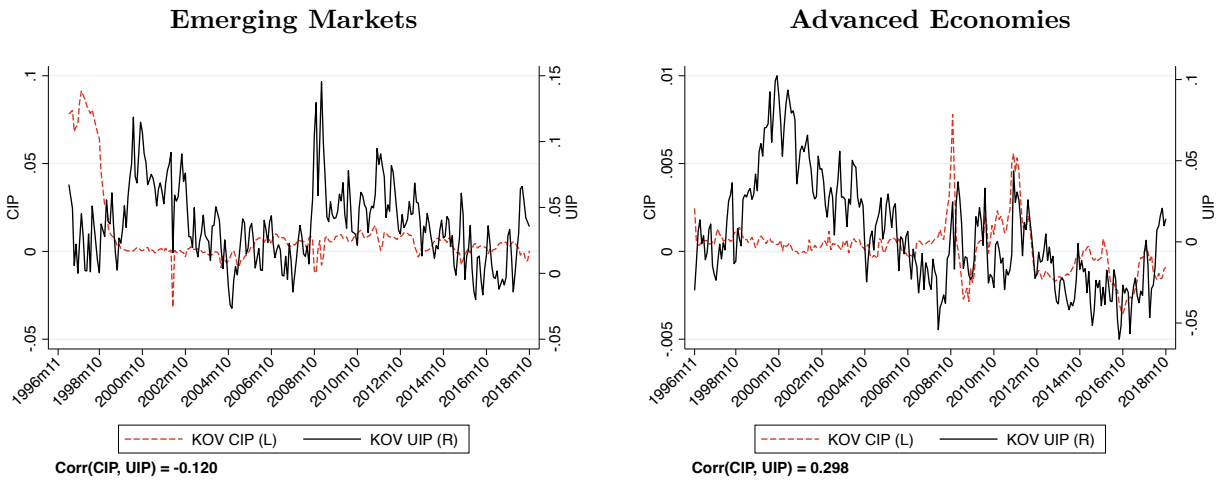 Emerging Markets
CIP
.1
.05
0
-.05
.15
.1
.05
0
-.05
UIP
1996m11
1998m10
2000m10
2002m10
2004m10
2006m10
2008m10
2010m10
2012m10
2014m10
2016m10
2018m10
KOV CIP (L) KOV UIP (R)
Corr(CIP, UIP) = -0.120
Advanced Economies
CIP
.01
.005
0
-.005
.1
.05
0
-.05
UIP
1996m11
1998m10
2000m10
2002m10
2004m10
2006m10
2008m10
2010m10
2012m10
2014m10
2016m10
2018m10
KOV CIP (L) KOV UIP (R)
Corr(CIP, UIP) = 0.298